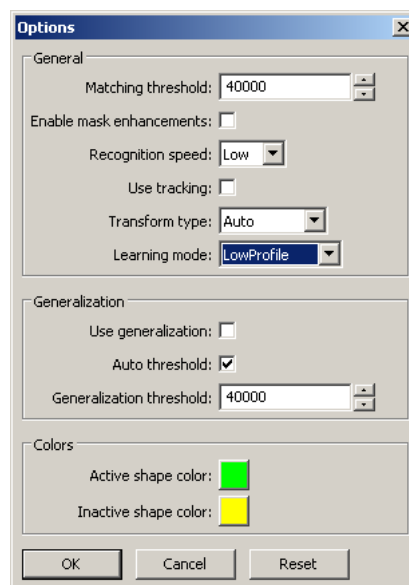 Options
General
Matching threshold: 40000
Enable mask enhancements:
Recognition speed: Low
Use tracking:
Transform type: Auto
Learning mode: LowProfile
Generalization
Use generalization:
Auto threshold:
Generalization threshold: 40000
Colors
Active shape color:
Inactive shape color:
OK Cancel Reset